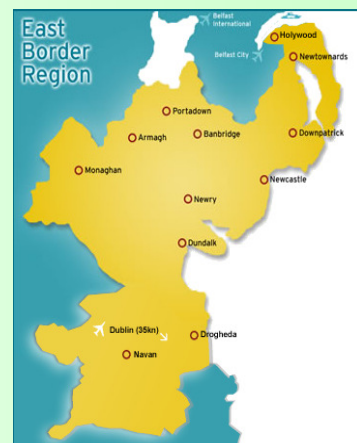 East
Border
Region
Belfast
International
Belfast City
Holywood
Newtownards
Portadown
Armagh
Banbridge
Downpatrick
Monaghan
Newcastle
Newry
Dundalk
Dublin (35kn)
Drogheda
Navan